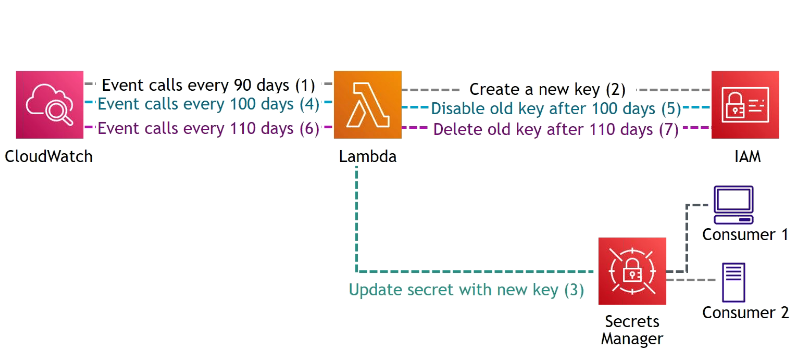 Event calls every 90 days (1)
Event calls every 100 days (4)
Event calls every 110 days (6)
Create a new key (2)
Disable old key after 100 days (5)
Delete old key after 110 days (7)
CloudWatch
Lambda
IAM
Consumer 1
Update secret with new key (3)
Consumer 2
Secrets
Manager